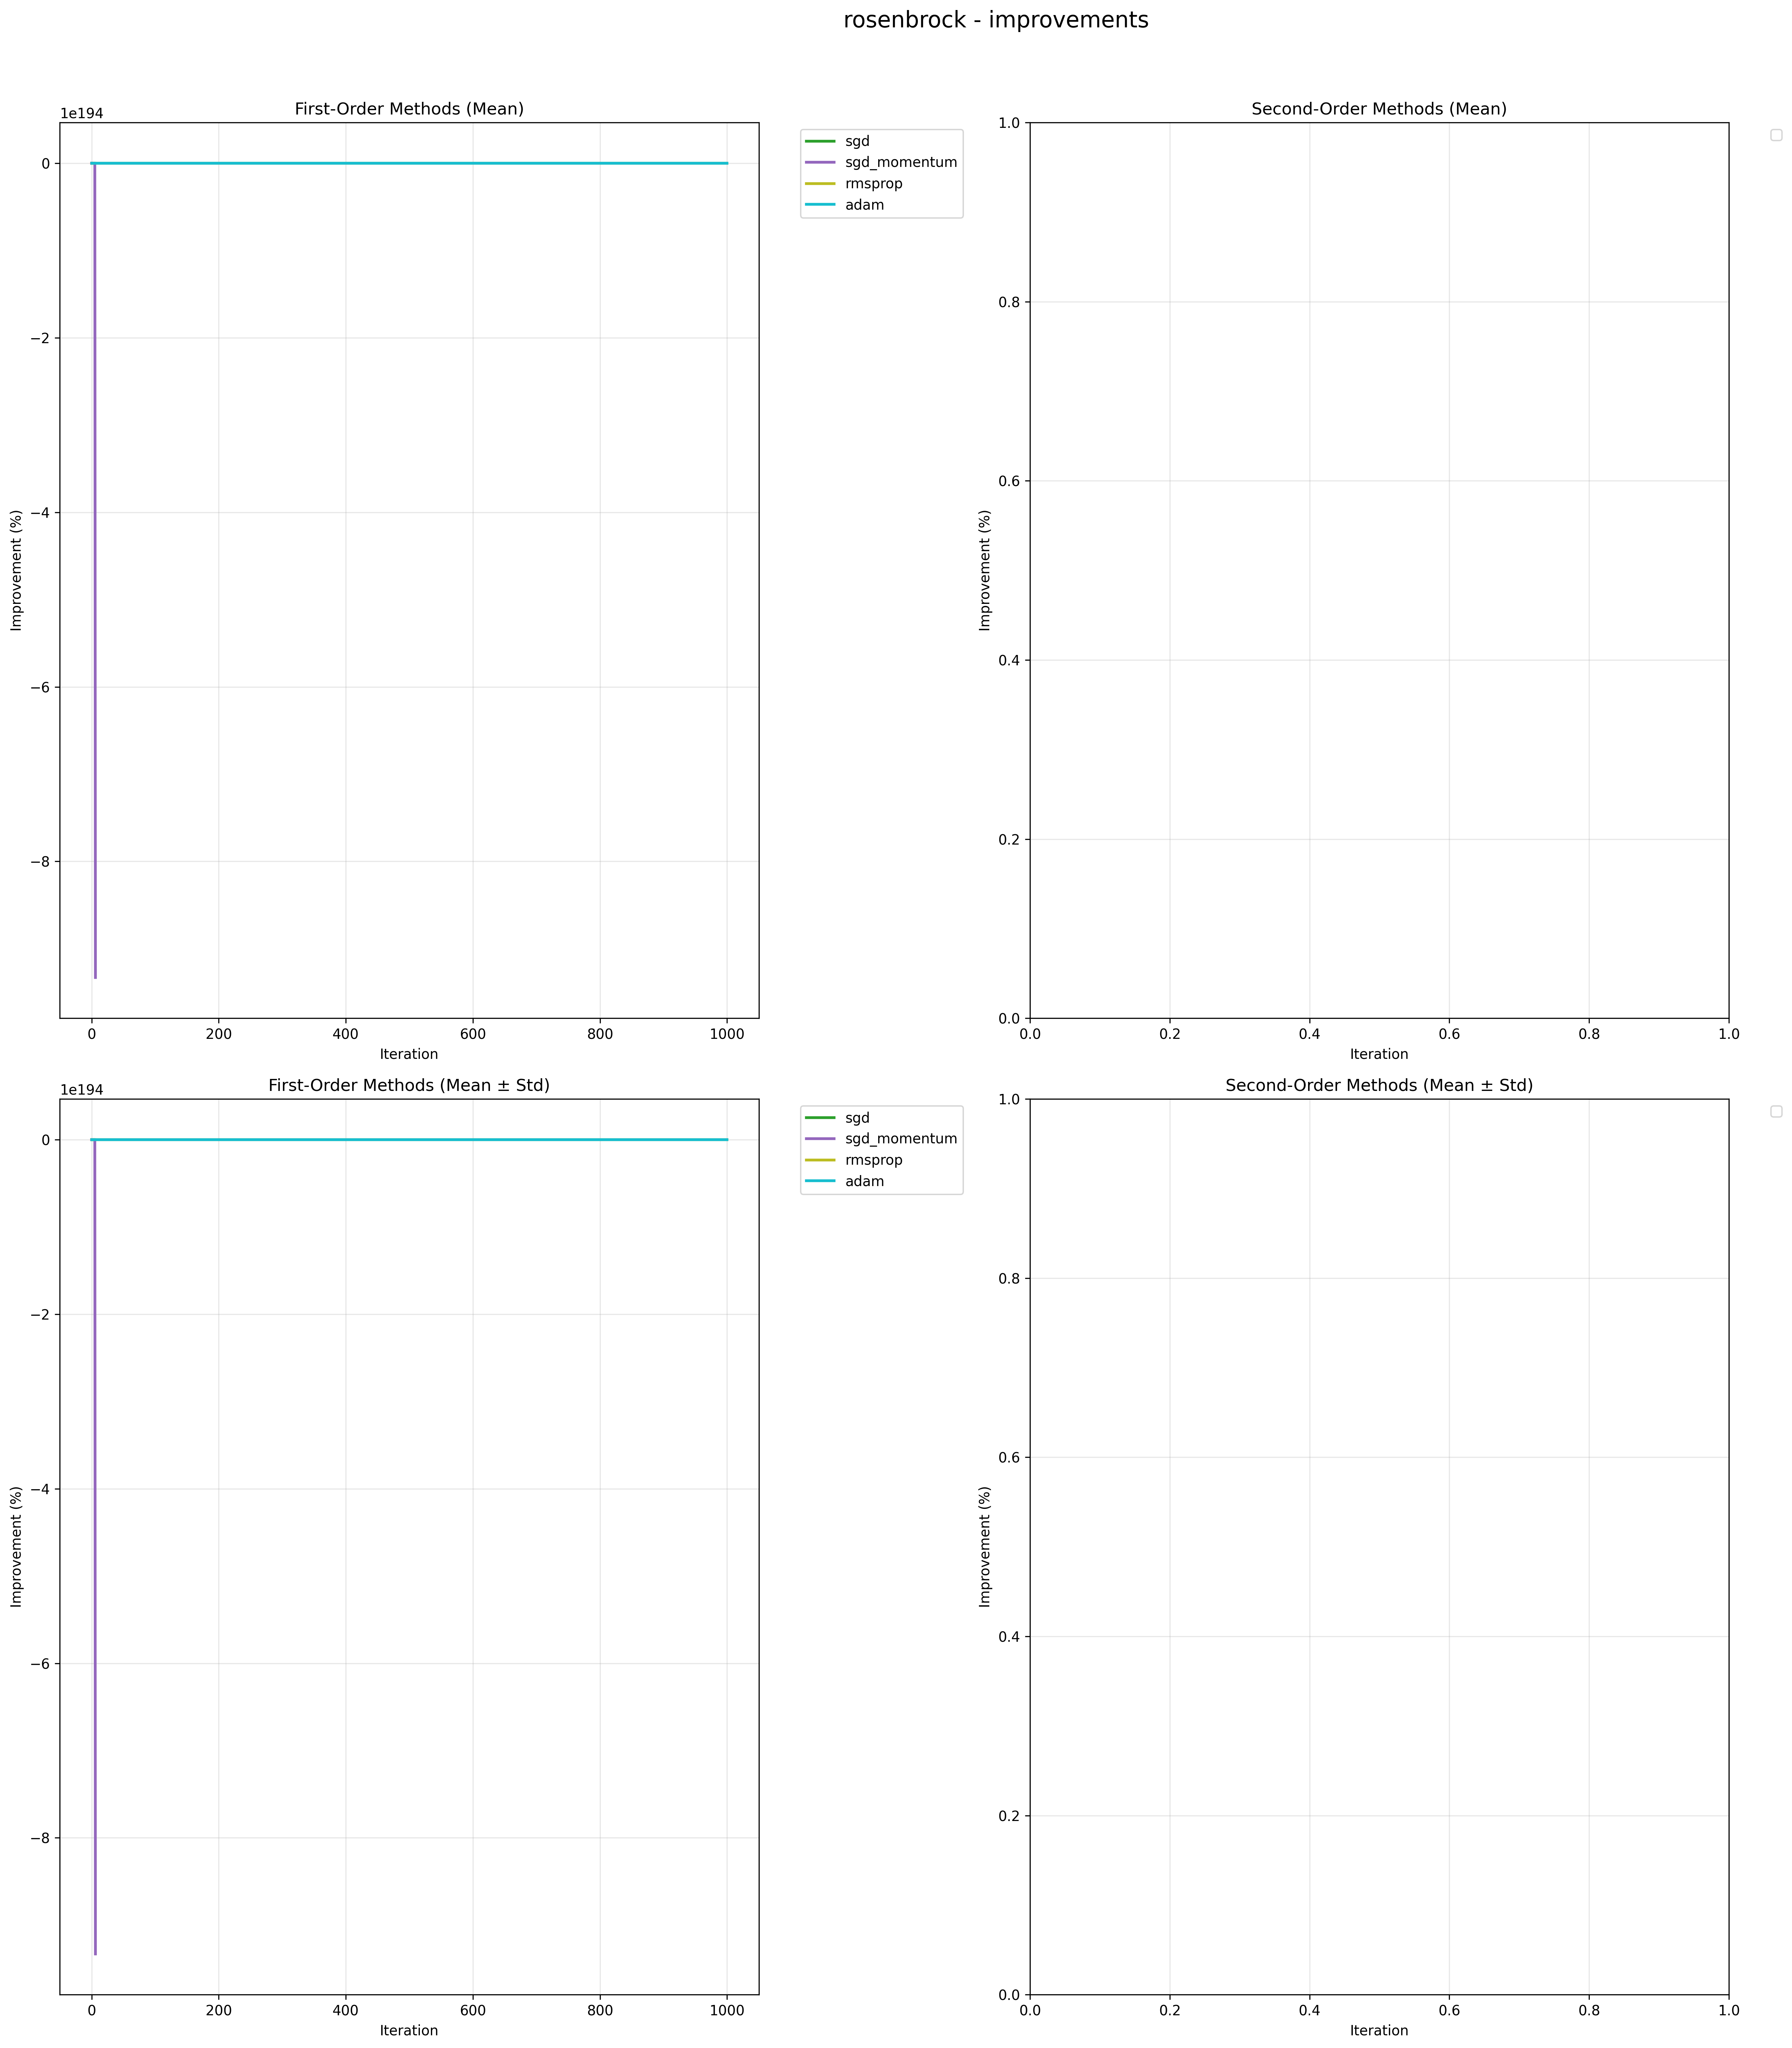 rosenbrock - improvements
First-Order Methods (Mean)
1e194
0
−2
−4
−6
−8
Improvement (%)
0 200 400 600 800 1000
Iteration
sgd
sgd_momentum
rmsprop
adam
Second-Order Methods (Mean)
1.0
0.8
0.6
0.4
0.2
0.0
Improvement (%)
0.0 0.2 0.4 0.6 0.8 1.0
Iteration
First-Order Methods (Mean ± Std)
1e194
0
−2
−4
−6
−8
Improvement (%)
0 200 400 600 800 1000
Iteration
sgd
sgd_momentum
rmsprop
adam
Second-Order Methods (Mean ± Std)
1.0
0.8
0.6
0.4
0.2
0.0
Improvement (%)
0.0 0.2 0.4 0.6 0.8 1.0
Iteration